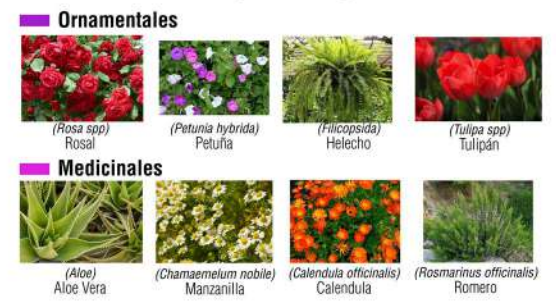 Ornamentales
(Rosa spp)
Rosal
(Petunia hybrida)
Petuña
(Filicopsida)
Helecho
(Tulipa spp)
Tulipán
Medicinales
(Aloe)
Aloe Vera
(Chamaemelum nobile)
Manzanilla
(Calendula officinalis)
Calendula
(Rosmarinus officinalis)
Romero